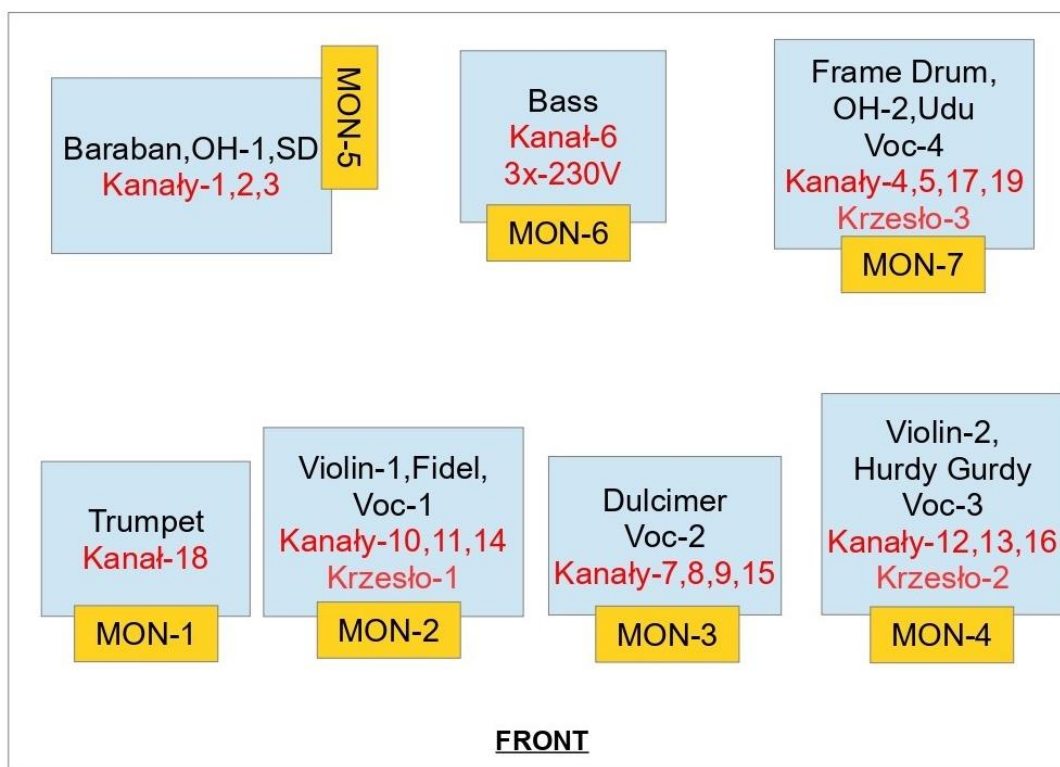 Baraban,OH-1,SD
Kanały-1,2,3
MON-5
Bass
Kanał-6
3x-230V
MON-6
Frame Drum,
OH-2,Udu
Voc-4
Kanały-4,5,17,19
Krzesło-3
MON-7
Trumpet
Kanał-18
MON-1
Violin-1,Fidel,
Voc-1
Kanały-10,11,14
Krzesło-1
MON-2
Dulcimer
Voc-2
Kanały-7,8,9,15
MON-3
Violin-2,
Hurdy Gurdy
Voc-3
Kanały-12,13,16
Krzesło-2
MON-4
FRONT